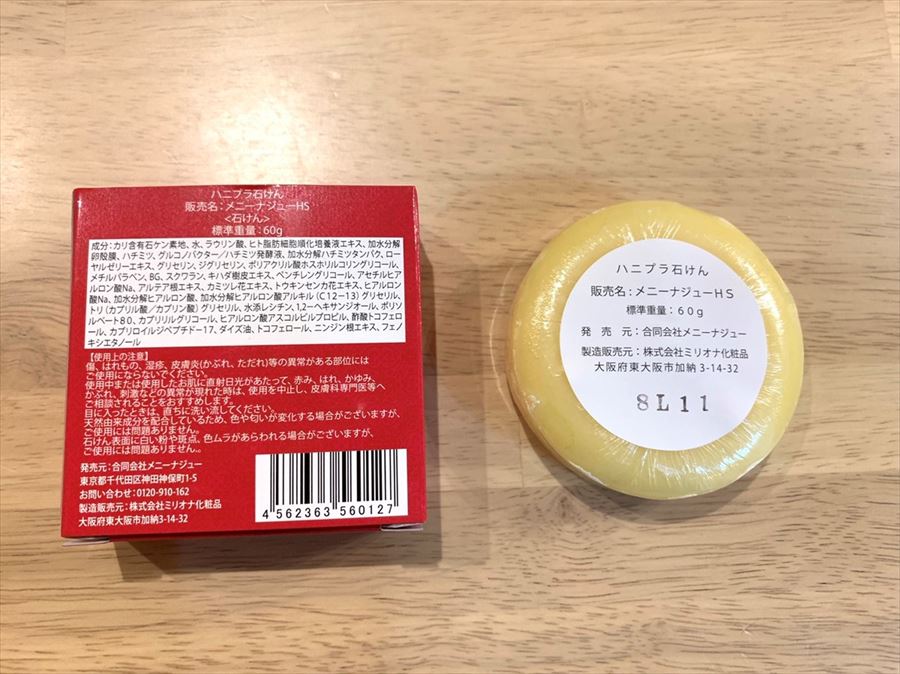 ハニプラ石けん
販売名：メニーナジューHS
<石けん>
標準重量：60g
成分：カリ含有石ケン素地、水、ラウリン酸、ヒト脂肪細胞順化培養液エキス、加水分解
卵殻膜、ハチミツ、グルコノバクター/ハチミツ発酵液、加水分解ハチミツタンパク、ロー
ヤルゼリーエキス、グリセリン、ジグリセリン、ポリアクリル酸ホスホリルコリングリコール、
メチルパラベン、BG、スクワラン、キハダ樹皮エキス、ペンチレングリコール、アセチルヒアル
ロン酸Na、アルテア根エキス、カミツレ花エキス、トウキンセンカ花エキス、ヒアルロン
酸Na、加水分解ヒアルロン酸、加水分解ヒアルロン酸アルキル(C12-13)グリセリル、
トリ(カプリル酸/カプリン酸)グリセリル、水添レシチン、1,2-ヘキサンジオール、ポリソ
ルベート80、カプリリルグリコール、ヒアルロン酸アスコルビルプロピル、酢酸トコフェロー
ル、カプロイルジペプチド-17、ダイズ油、トコフェロール、ニンジン根エキス、フェノ
キシエタノール
【使用上の注意】
傷、はれもの、湿疹、皮膚炎(かぶれ、ただれ)等の異常がある部位には
ご使用にならないでください。
使用中または使用したお肌に直射日光があたって、赤み、はれ、かゆみ、
かぶれ、刺激などの異常が現れた時は、使用を中止し、皮膚科専門医等へ
ご相談されることをおすすめします。
目に入ったときは、直ちに洗い流してください。
天然由来成分を配合しているため、色や匂いが変化する場合がございますが、
ご使用には問題ありません。
石けん表面に白い粉や斑点、色ムラがあらわれる場合がございますが、
ご使用には問題ありません。
発売元：合同会社メニーナジュー
東京都千代田区神田神保町1-5
お問い合わせ：0120-910-162
製造販売元：株式会社ミリオナ化粧品
大阪府東大阪市加納 3-14-32
4 562363 560127
ハニプラ石けん
販売名：メニーナジューHS
標準重量：60g
発 売 元：合同会社メニーナジュー
製造販売元：株式会社ミリオナ化粧品
大阪府東大阪市加納 3-14-32
8L11